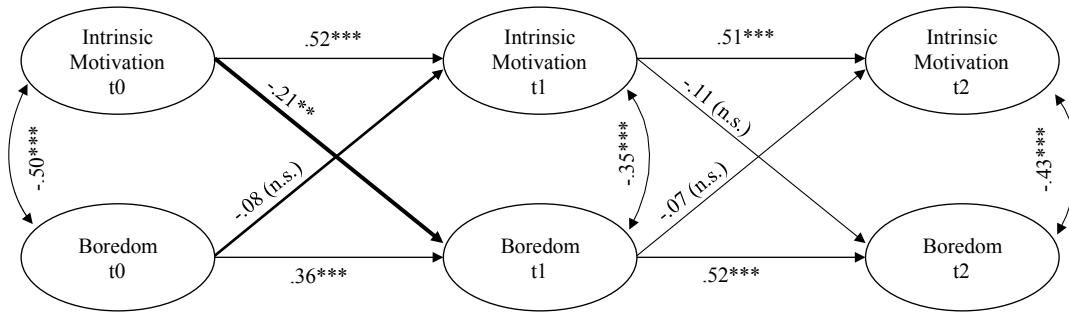 Intrinsic
Motivation
t0
.52***
Intrinsic
Motivation
t1
.51***
Intrinsic
Motivation
t2
-.21**
-.11 (n.s.)
-.50***
-.35***
-.43***
-.08 (n.s.)
-.07 (n.s.)
Boredom
t0
.36***
Boredom
t1
.52***
Boredom
t2